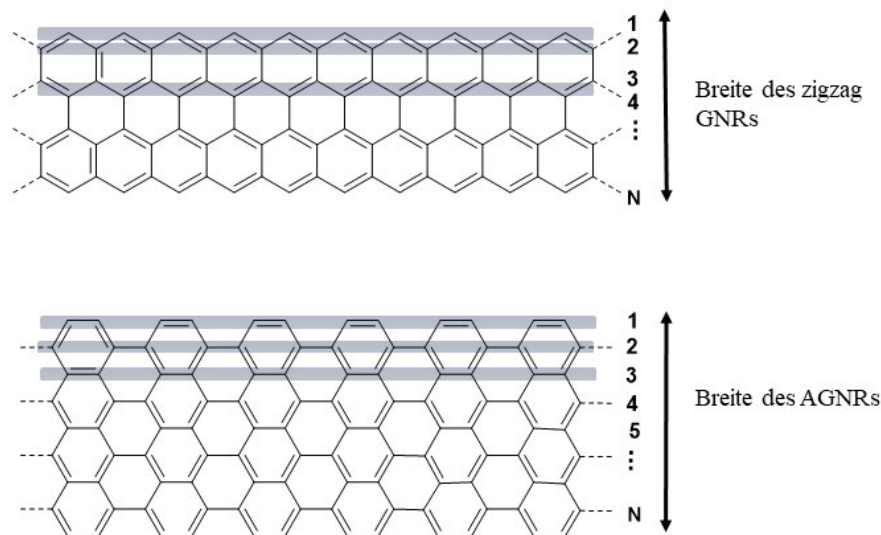 1
2
3
4
⋮
N
Breite des zigzag
GNRs
1
2
3
4
5
⋮
N
Breite des AGNRs